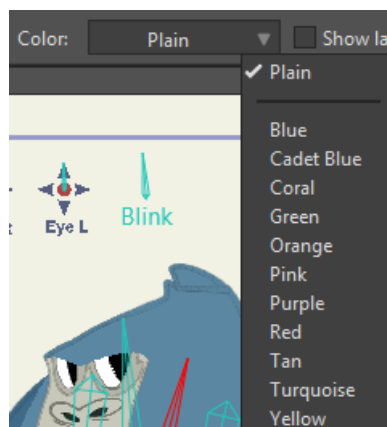 Color: Plain Show la
Plain
Blue
Cadet Blue
Coral
Green
Orange
Pink
Purple
Red
Tan
Turquoise
Yellow
Eye L
Blink